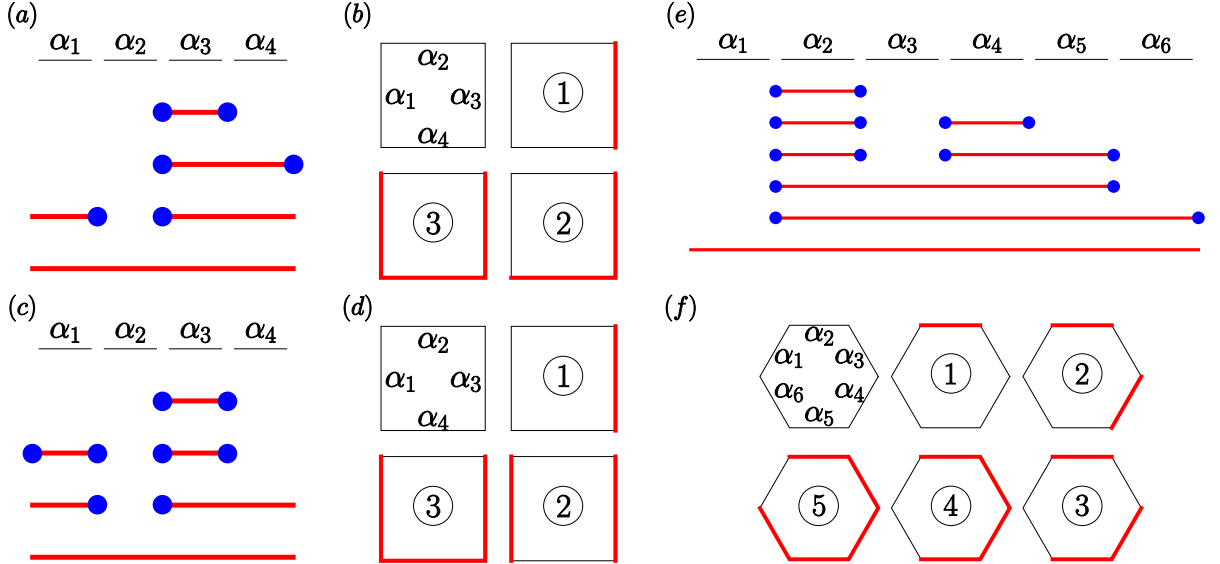 (a)
α₁ α₂ α₃ α₄
(b)
α₂
α₁ α₃
α₄
1
3
2
(c)
α₁ α₂ α₃ α₄
(d)
α₂
α₁ α₃
α₄
1
3
2
(e)
α₁ α₂ α₃ α₄ α₅ α₆
(f)
α₂
α₁ α₃
α₆ α₄
α₅
1
2
5
4
3